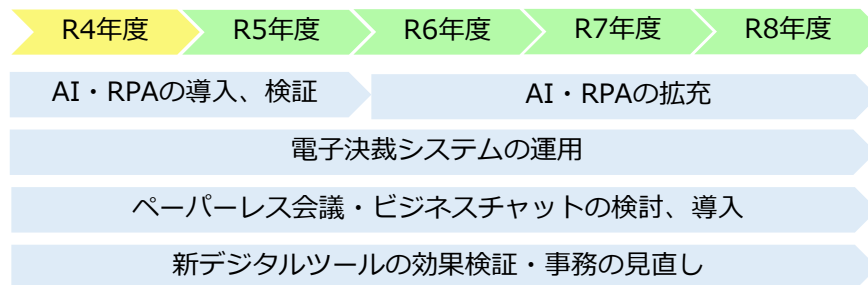 R4年度 R5年度 R6年度 R7年度 R8年度
AI・RPAの導入、検証 AI・RPAの拡充
電子決裁システムの運用
ペーパーレス会議・ビジネスチャットの検討、導入
新デジタルツールの効果検証・事務の見直し